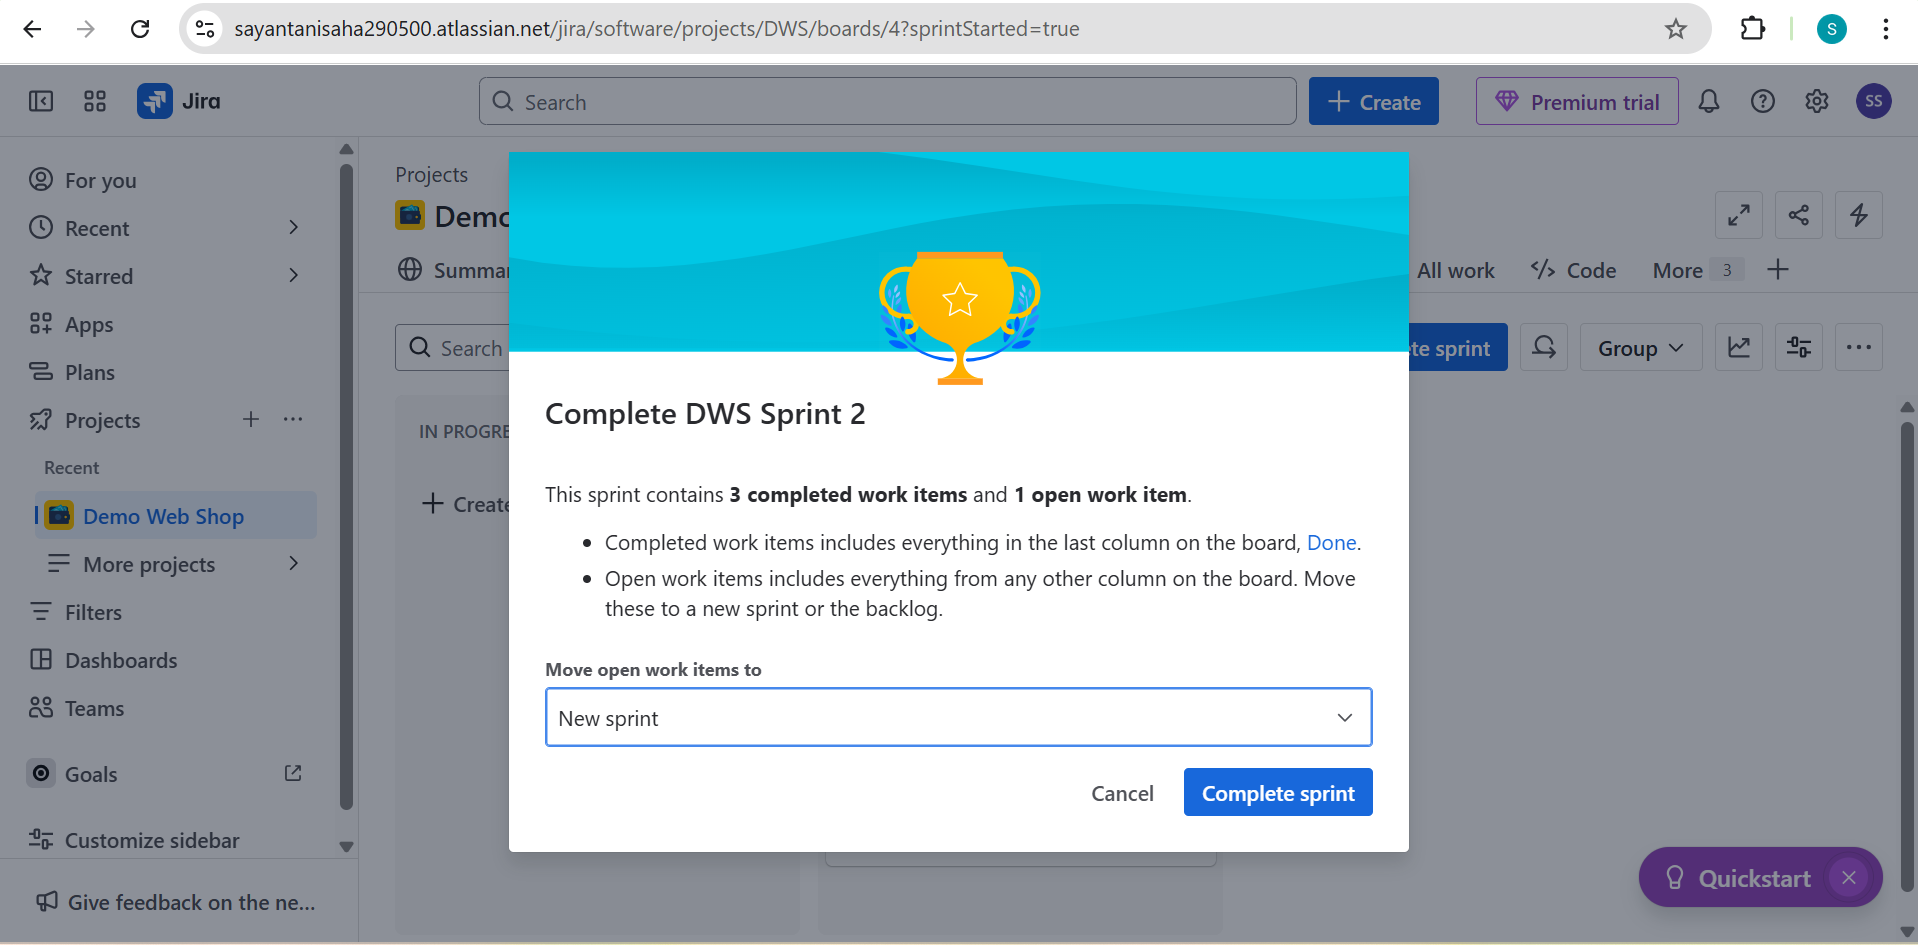 sayantanisaha290500.atlassian.net/jira/software/projects/DWS/boards/4?sprintStarted=true
S
Jira
Search
Create
Premium trial
SS
For you
Recent
Starred
Apps
Plans
Projects
Recent
Demo Web Shop
More projects
Filters
Dashboards
Teams
Goals
Customize sidebar
Give feedback on the ne...
Projects
Demo
Summar
All work
Code
More 3
Search
te sprint
Group
IN PROGRE
Create
Complete DWS Sprint 2
This sprint contains 3 completed work items and 1 open work item.
Completed work items includes everything in the last column on the board, Done.
Open work items includes everything from any other column on the board. Move
these to a new sprint or the backlog.
Move open work items to
New sprint
Cancel
Complete sprint
Quickstart